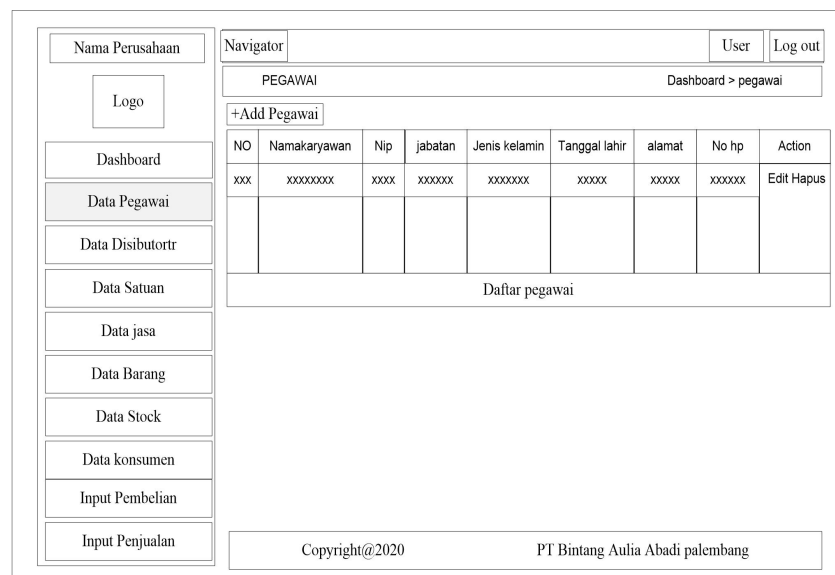 Nama Perusahaan
Logo
Dashboard
Data Pegawai
Data Disibutortr
Data Satuan
Data jasa
Data Barang
Data Stock
Data konsumen
Input Pembelian
Input Penjualan
Navigator User Log out
PEGAWAI Dashboard > pegawai
+Add Pegawai
NO Namakaryawan Nip jabatan Jenis kelamin Tanggal lahir alamat No hp Action
xxx xxxxxxxx xxxx xxxxxx xxxxxxx xxxxx xxxxx xxxxxx Edit Hapus
Daftar pegawai
Copyright@2020 PT Bintang Aulia Abadi palembang